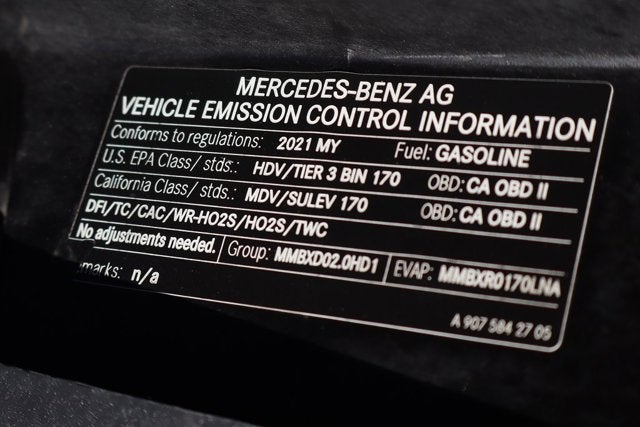 MERCEDES-BENZ AG
VEHICLE EMISSION CONTROL INFORMATION
Conforms to regulations: 2021 MY Fuel: GASOLINE
U.S. EPA Class/ stds.: HDV/TIER 3 BIN 170 OBD: CA OBD II
California Class/ stds.: MDV/SULEV 170 OBD: CA OBD II
DFI/TC/CAC/WR-HO2S/HO2S/TWC
No adjustments needed. Group: MMBXD02.0HD1 EVAP: MMBXR0170LNA
marks: n/a
A 907 584 27 05